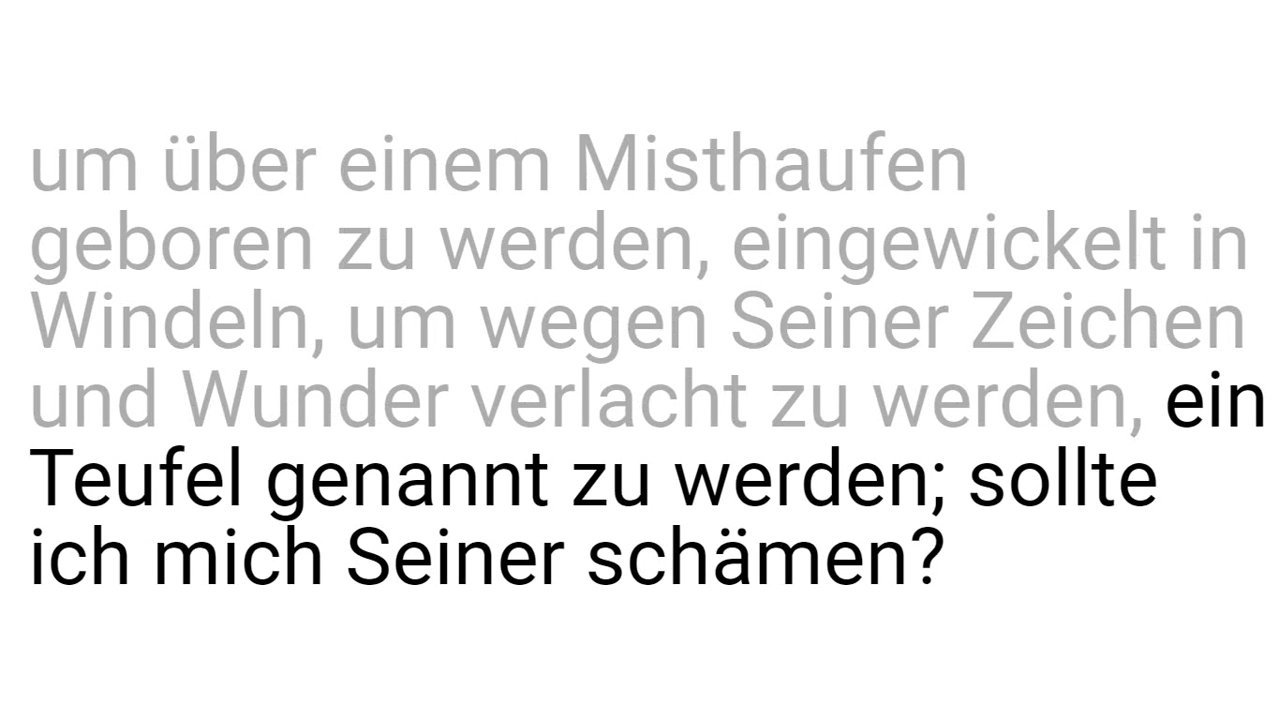 um über einem Misthaufen
geboren zu werden, eingewickelt in
Windeln, um wegen Seiner Zeichen
und Wunder verlacht zu werden, ein
Teufel genannt zu werden; sollte
ich mich Seiner schämen?